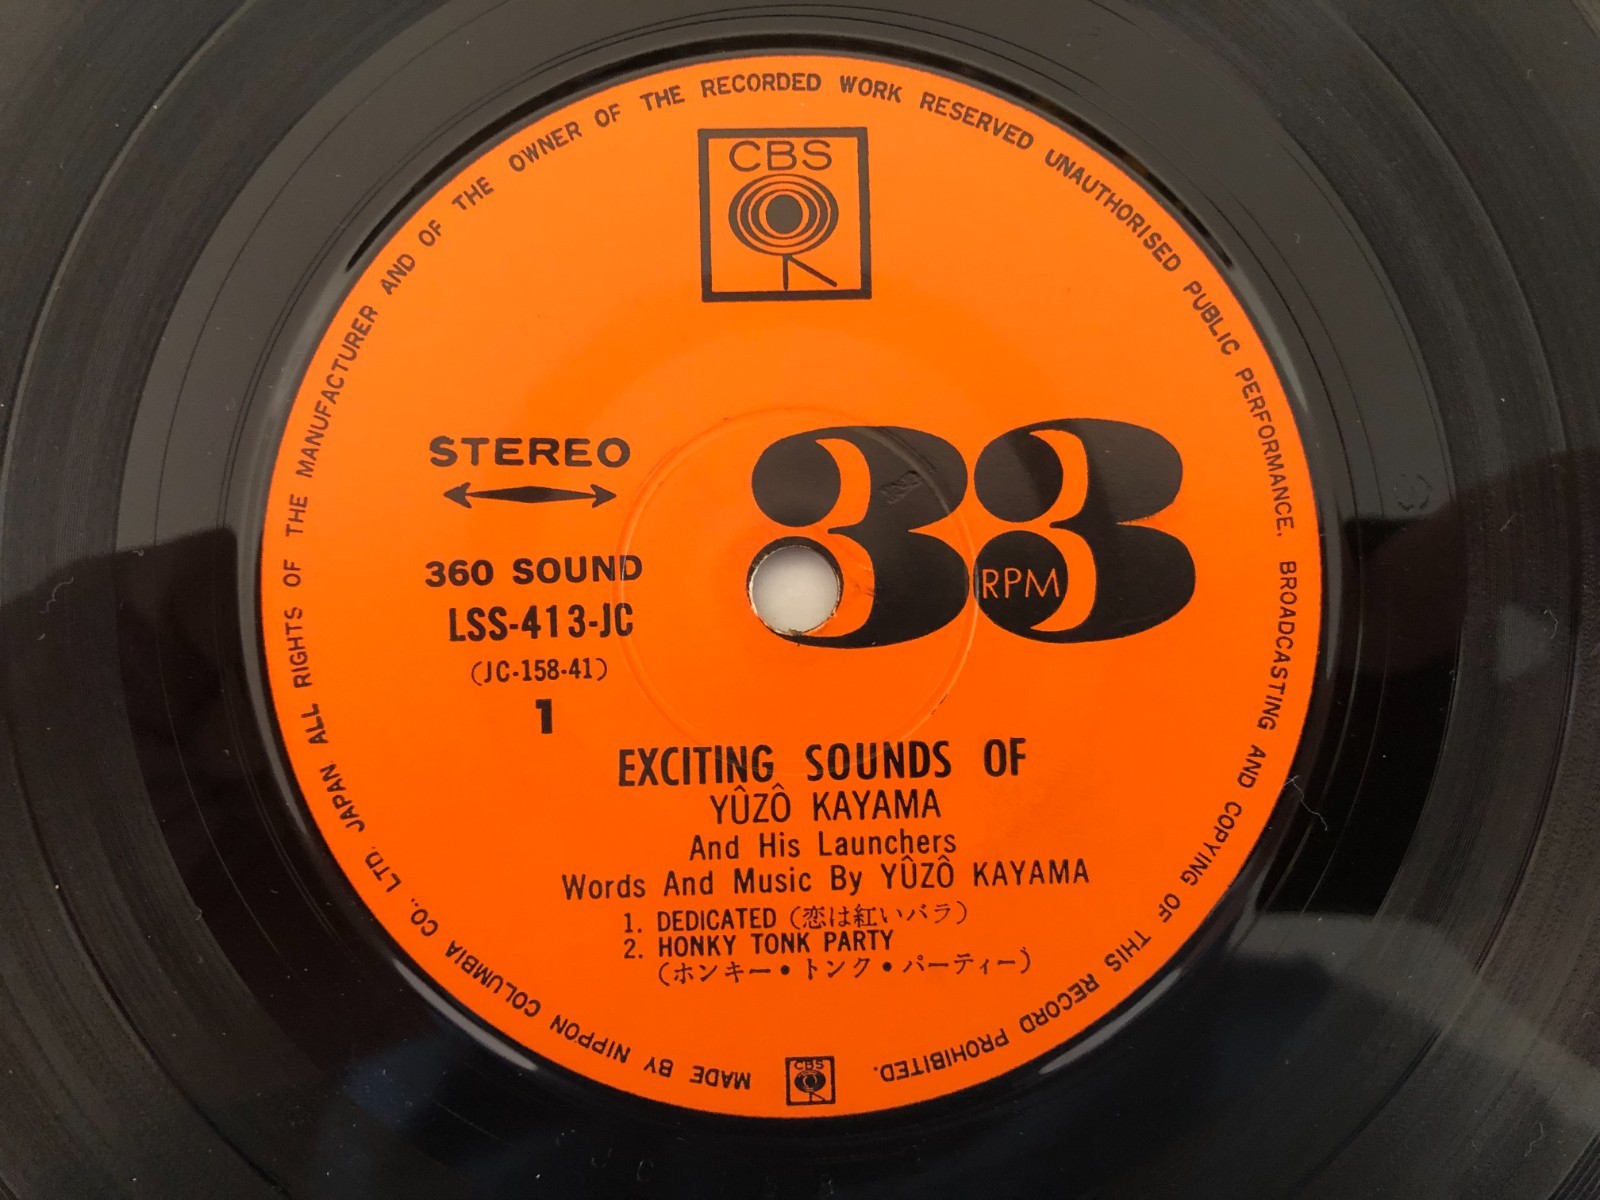 MADE BY NIPPON COLUMBIA CO., LTD. JAPAN ALL RIGHTS OF THE MANUFACTURER AND OF THE OWNER OF THE RECORDED WORK RESERVED UNAUTHORISED PUBLIC PERFORMANCE, BROADCASTING AND COPYING OF THIS RECORD PROHIBITED.
CBS
STEREO
33
RPM
360 SOUND
LSS-413-JC
(JC-158-41)
1
EXCITING SOUNDS OF
YÛZÔ KAYAMA
And His Launchers
Words And Music By YÛZÔ KAYAMA
1. DEDICATED (恋は紅いバラ)
2. HONKY TONK PARTY
(ホンキー・トンク・パーティー)
CBS